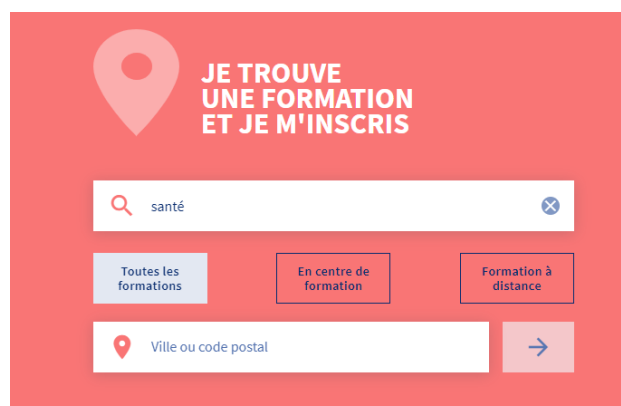 JE TROUVE
UNE FORMATION
ET JE M'INSCRIS
santé
Toutes les
formations
En centre de
formation
Formation à
distance
Ville ou code postal